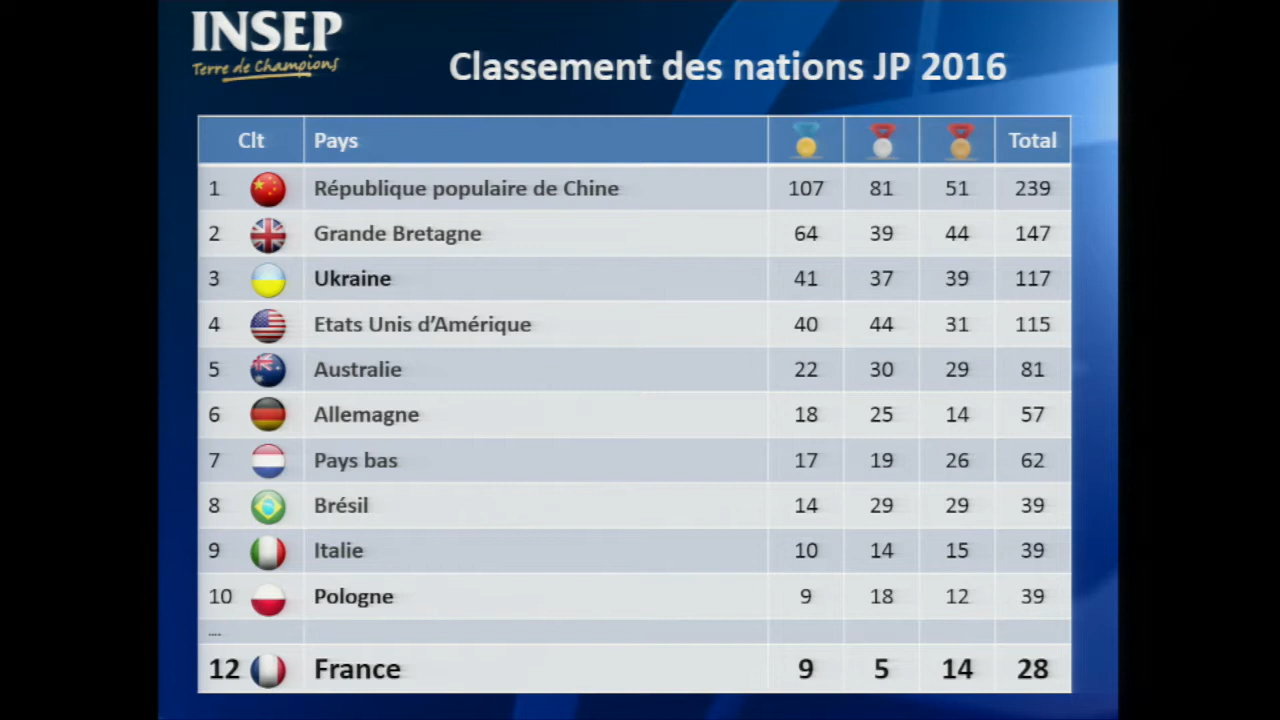 INSEP
Terre de Champions
Classement des nations JP 2016
Clt Pays Total
1 République populaire de Chine 107 81 51 239
2 Grande Bretagne 64 39 44 147
3 Ukraine 41 37 39 117
4 Etats Unis d’Amérique 40 44 31 115
5 Australie 22 30 29 81
6 Allemagne 18 25 14 57
7 Pays bas 17 19 26 62
8 Brésil 14 29 29 39
9 Italie 10 14 15 39
10 Pologne 9 18 12 39
....
12 France 9 5 14 28